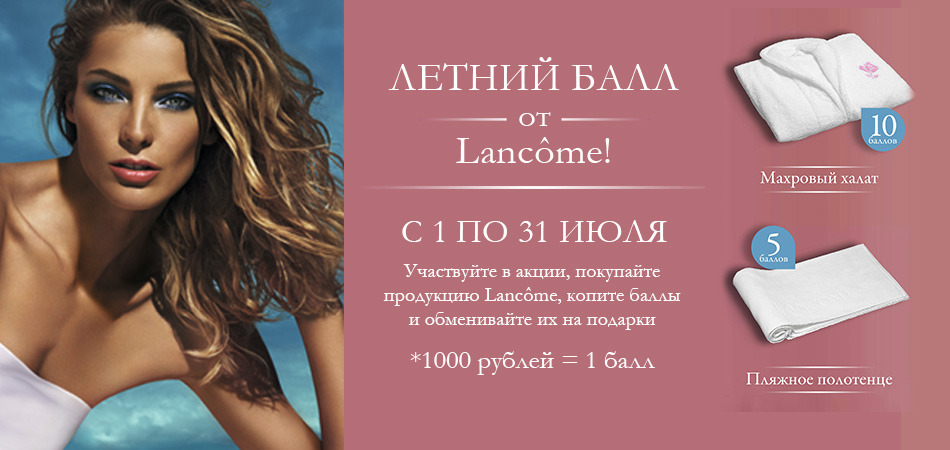 ЛЕТНИЙ БАЛЛ
от
Lancôme!
С 1 ПО 31 ИЮЛЯ
Участвуйте в акции, покупайте
продукцию Lancôme, копите баллы
и обменивайте их на подарки
*1000 рублей = 1 балл
10
баллов
Махровый халат
5
баллов
Пляжное полотенце